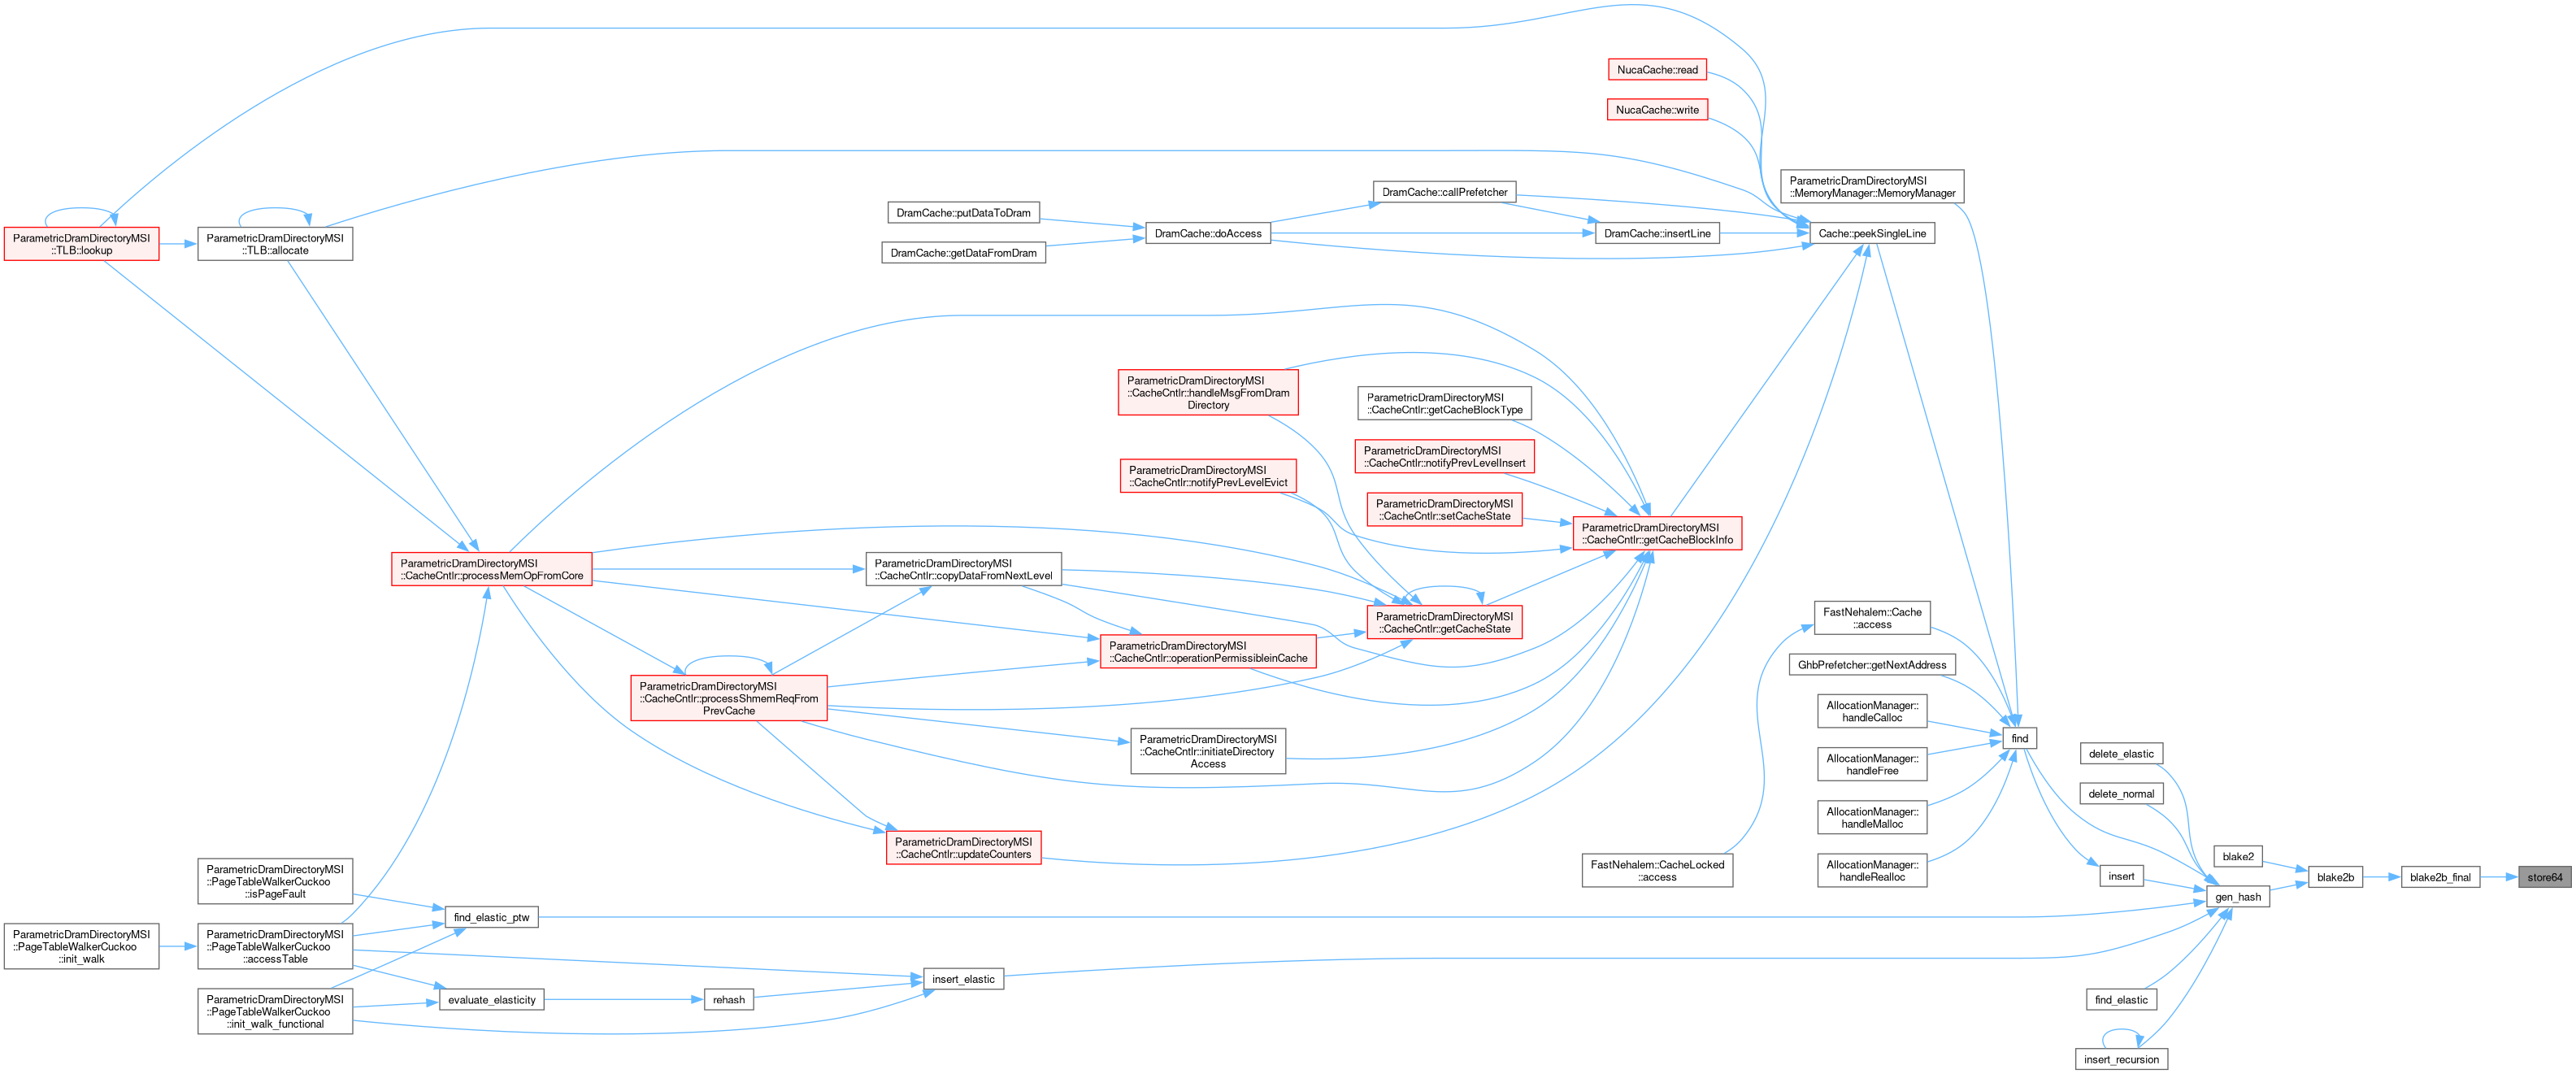 NucaCache::read
NucaCache::write
ParametricDramDirectoryMSI
::MemoryManager::MemoryManager
DramCache::callPrefetcher
DramCache::putDataToDram
DramCache::doAccess
DramCache::insertLine
Cache::peekSingleLine
DramCache::getDataFromDram
ParametricDramDirectoryMSI
::TLB::lookup
ParametricDramDirectoryMSI
::TLB::allocate
ParametricDramDirectoryMSI
::CacheCntlr::handleMsgFromDram
Directory
ParametricDramDirectoryMSI
::CacheCntlr::getCacheBlockType
ParametricDramDirectoryMSI
::CacheCntlr::notifyPrevLevelInsert
ParametricDramDirectoryMSI
::CacheCntlr::notifyPrevLevelEvict
ParametricDramDirectoryMSI
::CacheCntlr::setCacheState
ParametricDramDirectoryMSI
::CacheCntlr::getCacheBlockInfo
ParametricDramDirectoryMSI
::CacheCntlr::processMemOpFromCore
ParametricDramDirectoryMSI
::CacheCntlr::copyDataFromNextLevel
ParametricDramDirectoryMSI
::CacheCntlr::getCacheState
ParametricDramDirectoryMSI
::CacheCntlr::operationPermissibleinCache
ParametricDramDirectoryMSI
::CacheCntlr::processShmemReqFrom
PrevCache
ParametricDramDirectoryMSI
::CacheCntlr::initiateDirectory
Access
ParametricDramDirectoryMSI
::CacheCntlr::updateCounters
FastNehalem::Cache
::access
GhbPrefetcher::getNextAddress
AllocationManager::
handleCalloc
AllocationManager::
handleFree
AllocationManager::
handleMalloc
AllocationManager::
handleRealloc
FastNehalem::CacheLocked
::access
find
delete_elastic
delete_normal
insert
blake2
blake2b
blake2b_final
store64
gen_hash
ParametricDramDirectoryMSI
::PageTableWalkerCuckoo
::isPageFault
find_elastic_ptw
ParametricDramDirectoryMSI
::PageTableWalkerCuckoo
::init_walk
ParametricDramDirectoryMSI
::PageTableWalkerCuckoo
::accessTable
ParametricDramDirectoryMSI
::PageTableWalkerCuckoo
::init_walk_functional
evaluate_elasticity
rehash
insert_elastic
find_elastic
insert_recursion